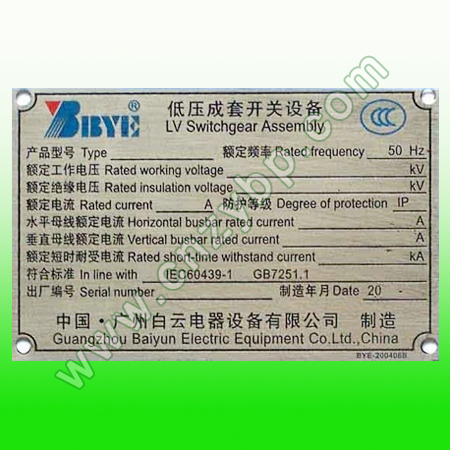 BYE ®
低压成套开关设备
LV Switchgear Assembly
CCC
产品型号 Type 额定频率 Rated frequency 50 Hz
额定工作电压 Rated working voltage kV
额定绝缘电压 Rated insulation voltage kV
额定电流 Rated current A 防护等级 Degree of protection IP
水平母线额定电流 Horizontal busbar rated current A
垂直母线额定电流 Vertical busbar rated current A
额定短时耐受电流 Rated short-time withstand current kA
符合标准 In line with IEC60439-1 GB7251.1
出厂编号 Serial number 制造年月 Date 20 -
中国·广州白云电器设备有限公司 制造
Guangzhou Baiyun Electric Equipment Co.Ltd.,China
BYE-200406B
www.cnzybp.com